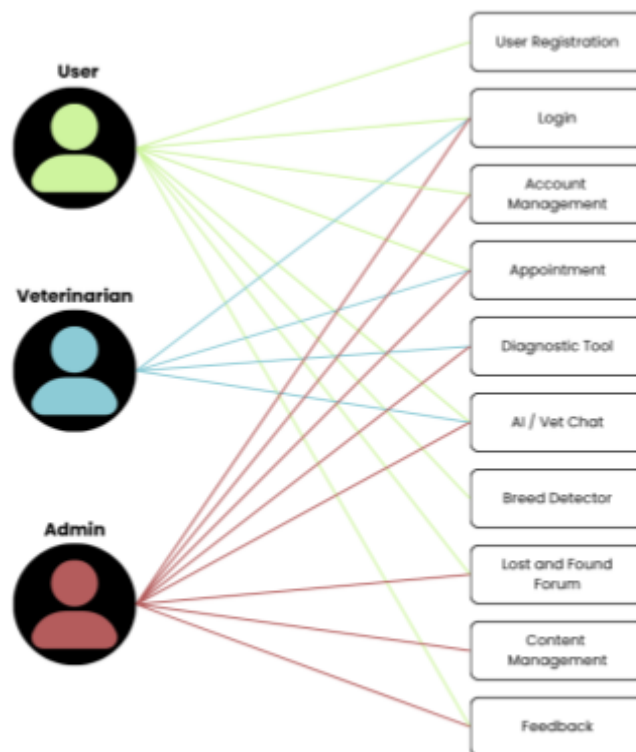 User
Veterinarian
Admin
User Registration
Login
Account
Management
Appointment
Diagnostic Tool
AI / Vet Chat
Breed Detector
Lost and Found
Forum
Content
Management
Feedback